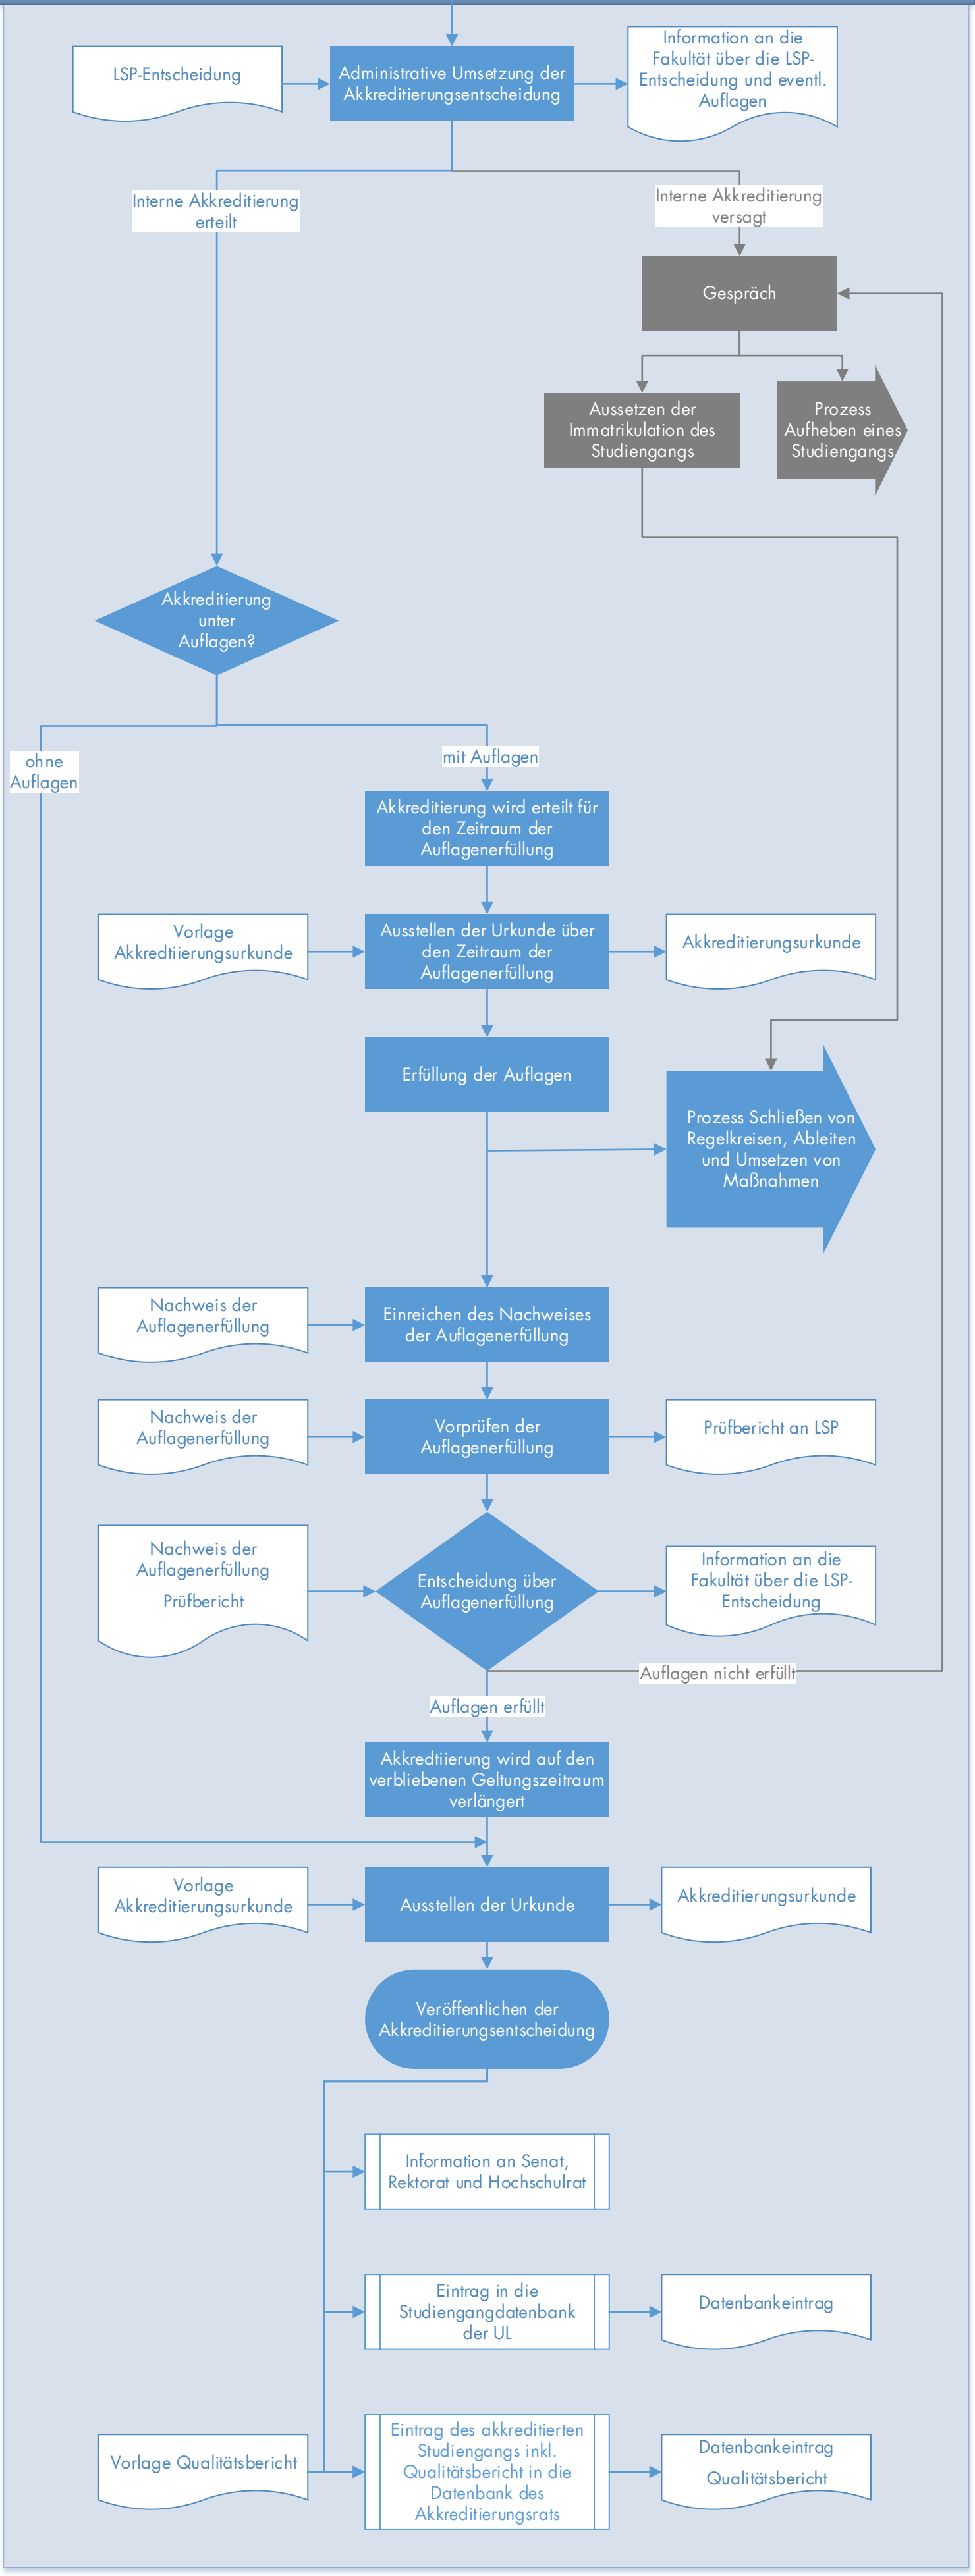 LSP-Entscheidung
Administrative Umsetzung der
Akkreditierungsentscheidung
Information an die
Fakultät über die LSP-
Entscheidung und eventl.
Auflagen
Interne Akkreditierung
erteilt
Interne Akkreditierung
versagt
Gespräch
Aussetzen der
Immatrikulation des
Studiengangs
Prozess
Aufheben eines
Studiengangs
Akkreditierung
unter
Auflagen?
ohne
Auflagen
mit Auflagen
Akkreditierung wird erteilt für
den Zeitraum der
Auflagenerfüllung
Vorlage
Akkredtiierungsurkunde
Ausstellen der Urkunde über
den Zeitraum der
Auflagenerfüllung
Akkreditierungsurkunde
Erfüllung der Auflagen
Prozess Schließen von
Regelkreisen, Ableiten
und Umsetzen von
Maßnahmen
Nachweis der
Auflagenerfüllung
Einreichen des Nachweises
der Auflagenerfüllung
Nachweis der
Auflagenerfüllung
Vorprüfen der
Auflagenerfüllung
Prüfbericht an LSP
Nachweis der
Auflagenerfüllung
Prüfbericht
Entscheidung über
Auflagenerfüllung
Information an die
Fakultät über die LSP-
Entscheidung
Auflagen nicht erfüllt
Auflagen erfüllt
Akkredtiierung wird auf den
verbliebenen Geltungszeitraum
verlängert
Vorlage
Akkreditierungsurkunde
Ausstellen der Urkunde
Akkreditierungsurkunde
Veröffentlichen der
Akkreditierungsentscheidung
Information an Senat,
Rektorat und Hochschulrat
Eintrag in die
Studiengangdatenbank
der UL
Datenbankeintrag
Vorlage Qualitätsbericht
Eintrag des akkreditierten
Studiengangs inkl.
Qualitätsbericht in die
Datenbank des
Akkreditierungsrats
Datenbankeintrag
Qualitätsbericht